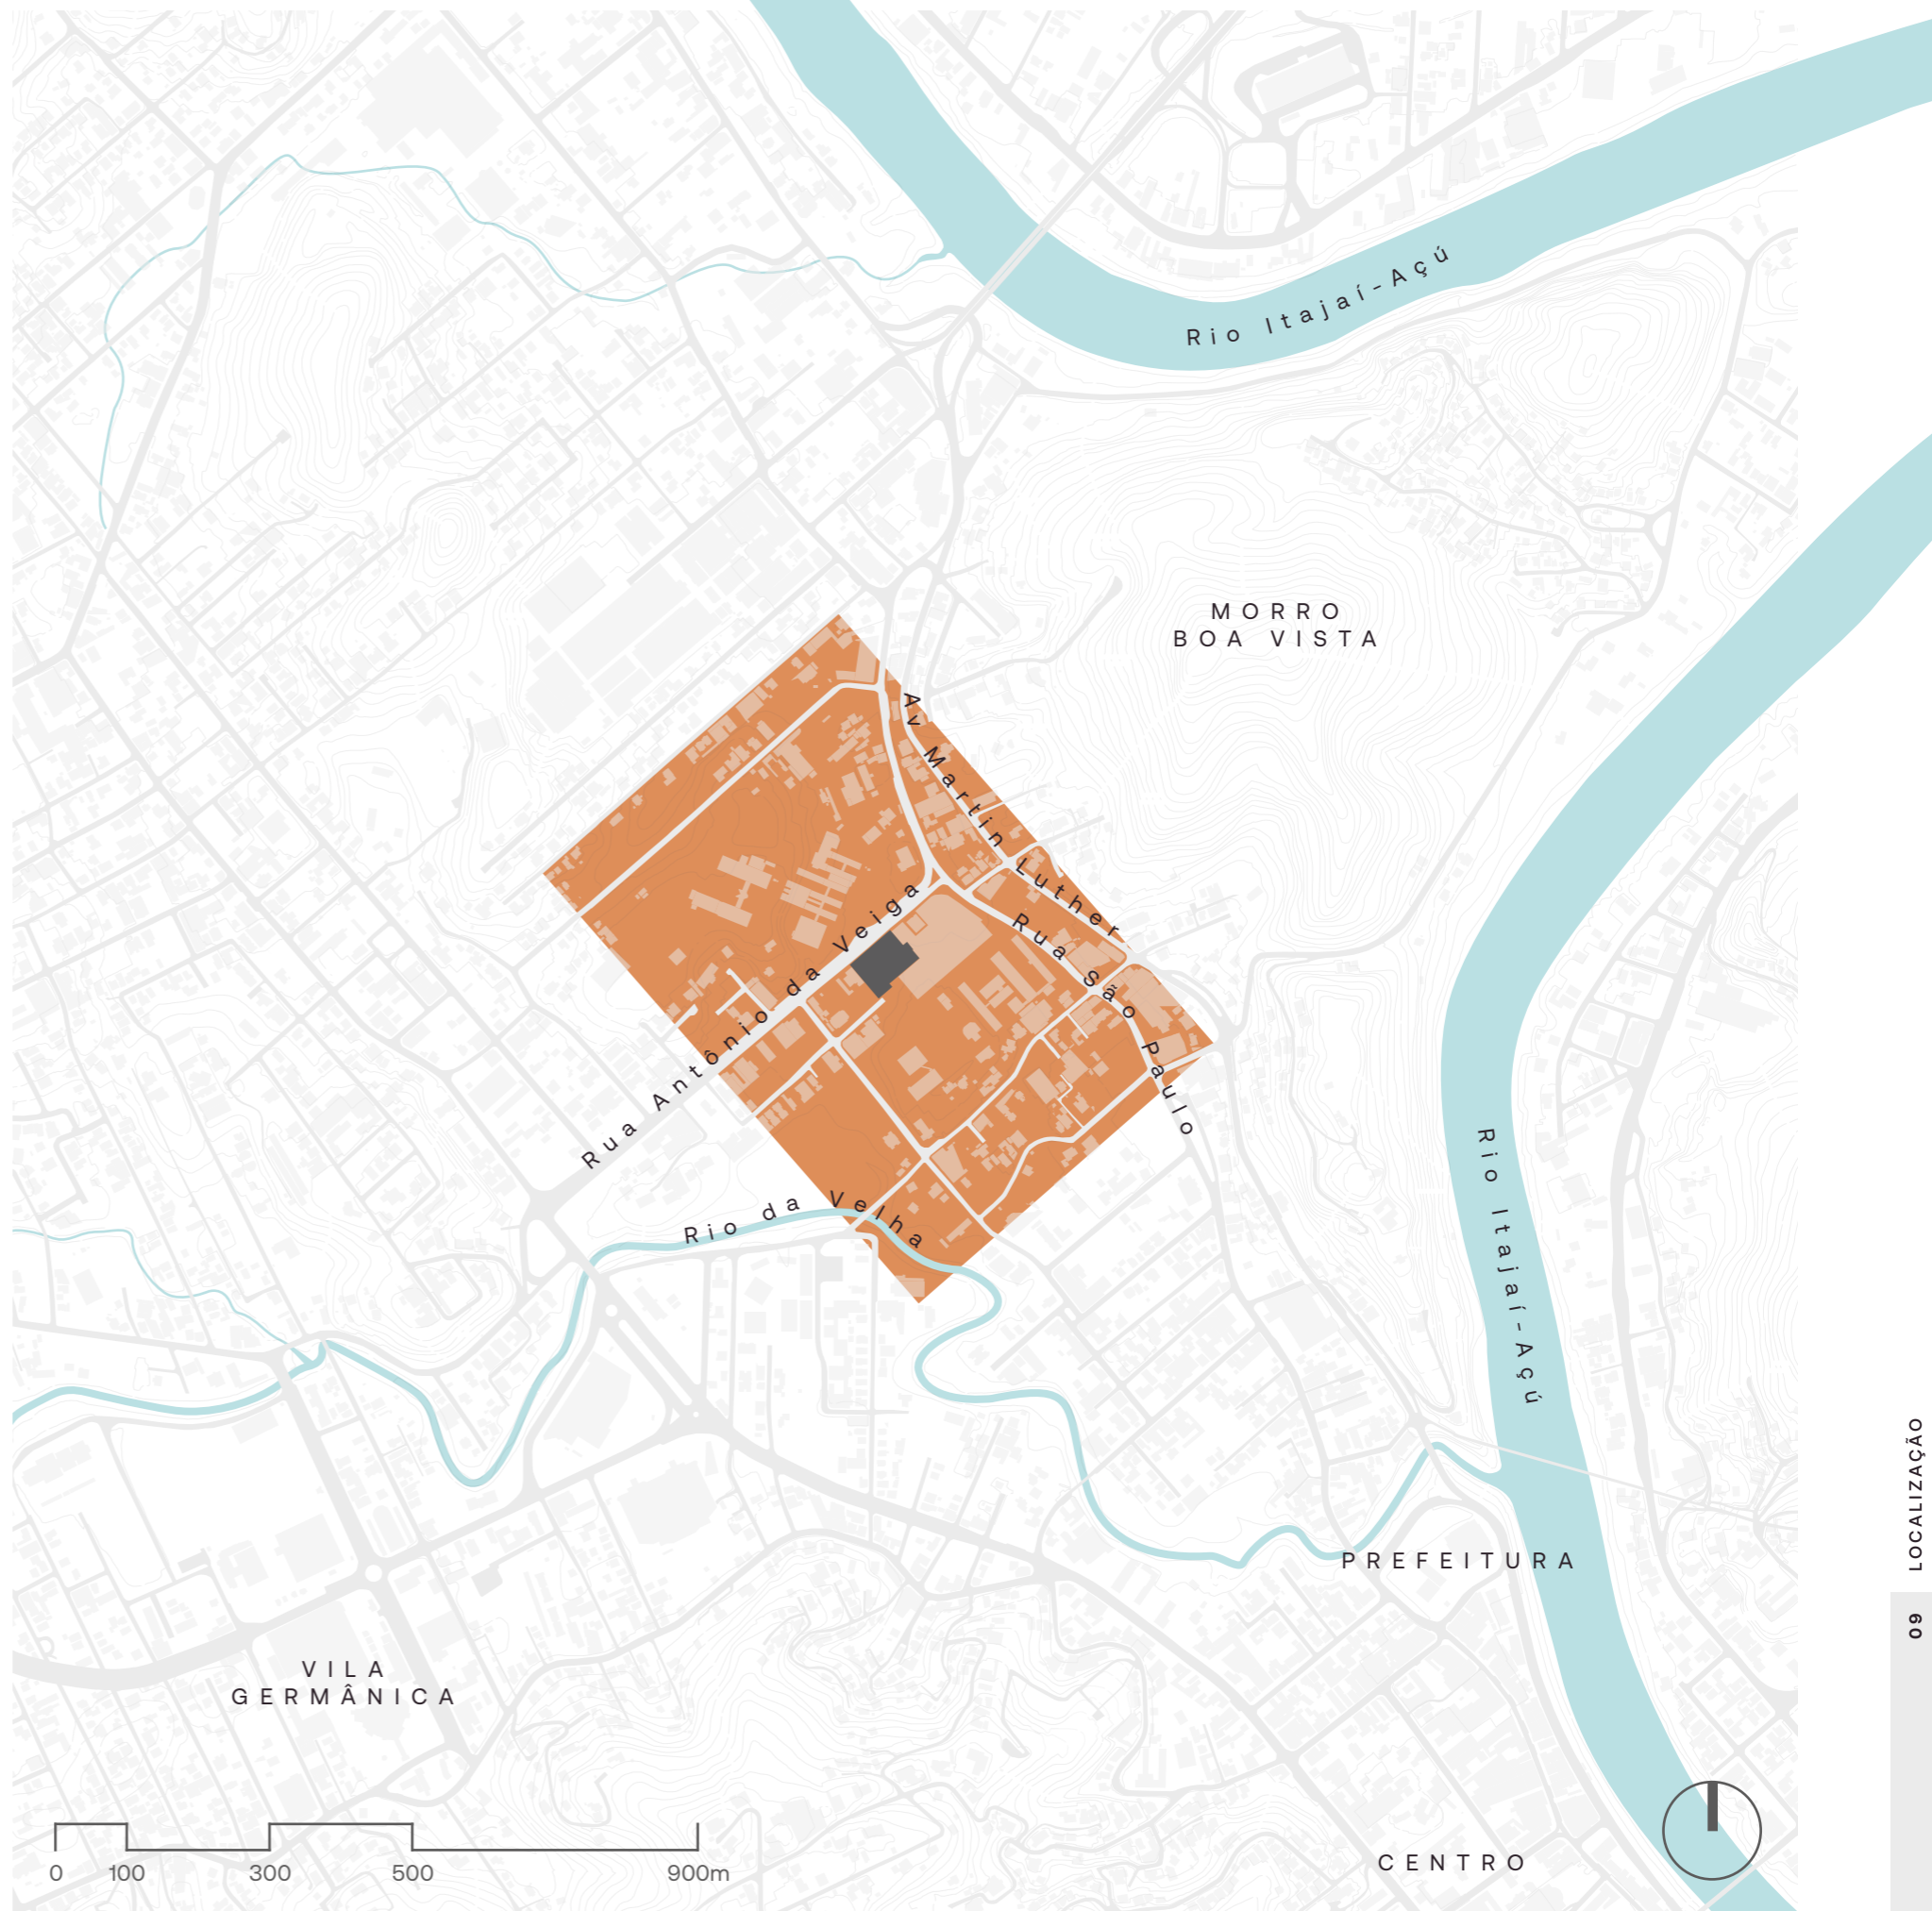 Rio Itajaí-Açú
MORRO
BOA VISTA
Av Martin Luther
Rua Antônio da Veiga
Rua São Paulo
Rio da Velha
Rio Itajaí-Açú
PREFEITURA
VILA
GERMÂNICA
CENTRO
0 100 300 500 900m
LOCALIZAÇÃO
09